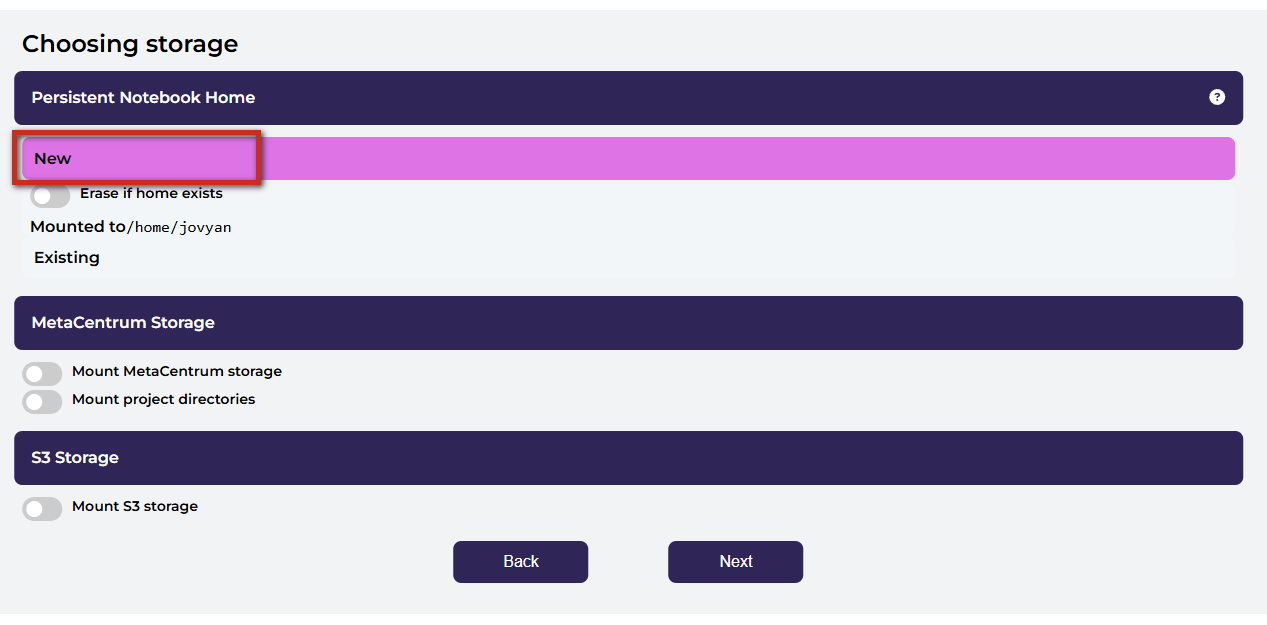 Choosing storage
Persistent Notebook Home
?
New
Erase if home exists
Mounted to/home/jovyan
Existing
MetaCentrum Storage
Mount MetaCentrum storage
Mount project directories
S3 Storage
Mount S3 storage
Back Next